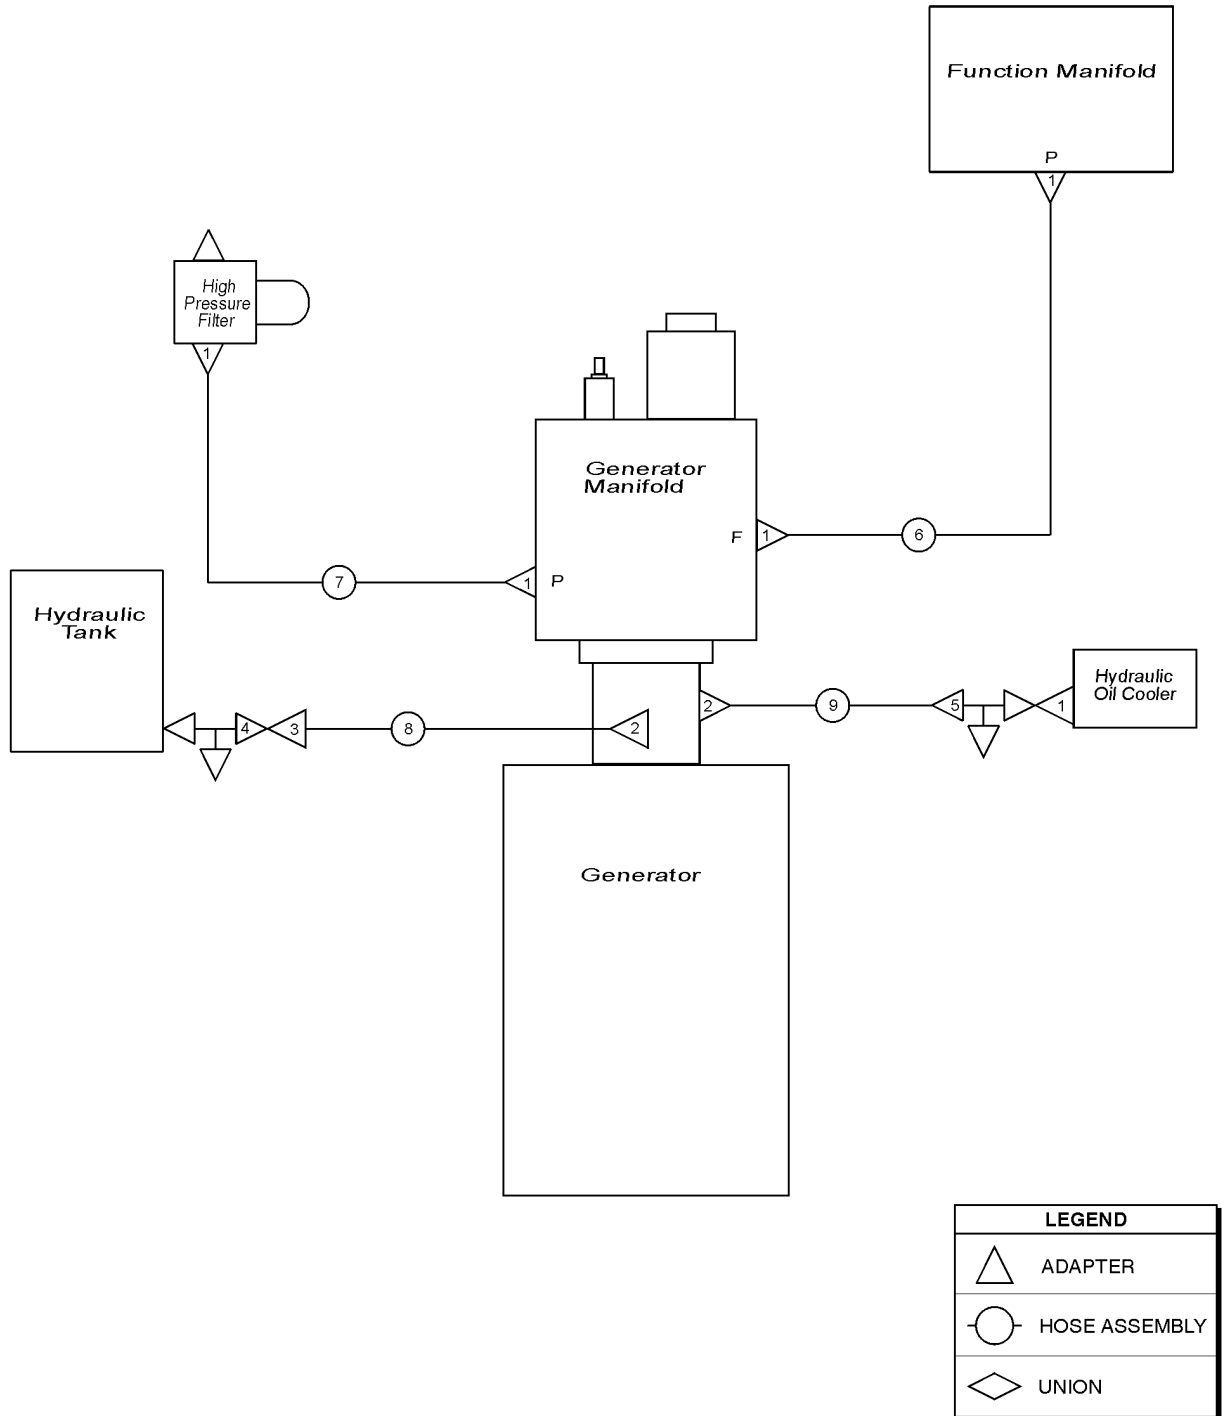 Function Manifold
P
1
High
Pressure
Filter
1
Generator
Manifold
F
1
6
7
1
P
Hydraulic
Tank
Hydraulic
Oil Cooler
2
9
5
1
4
3
8
2
Generator
LEGEND
ADAPTER
HOSE ASSEMBLY
UNION